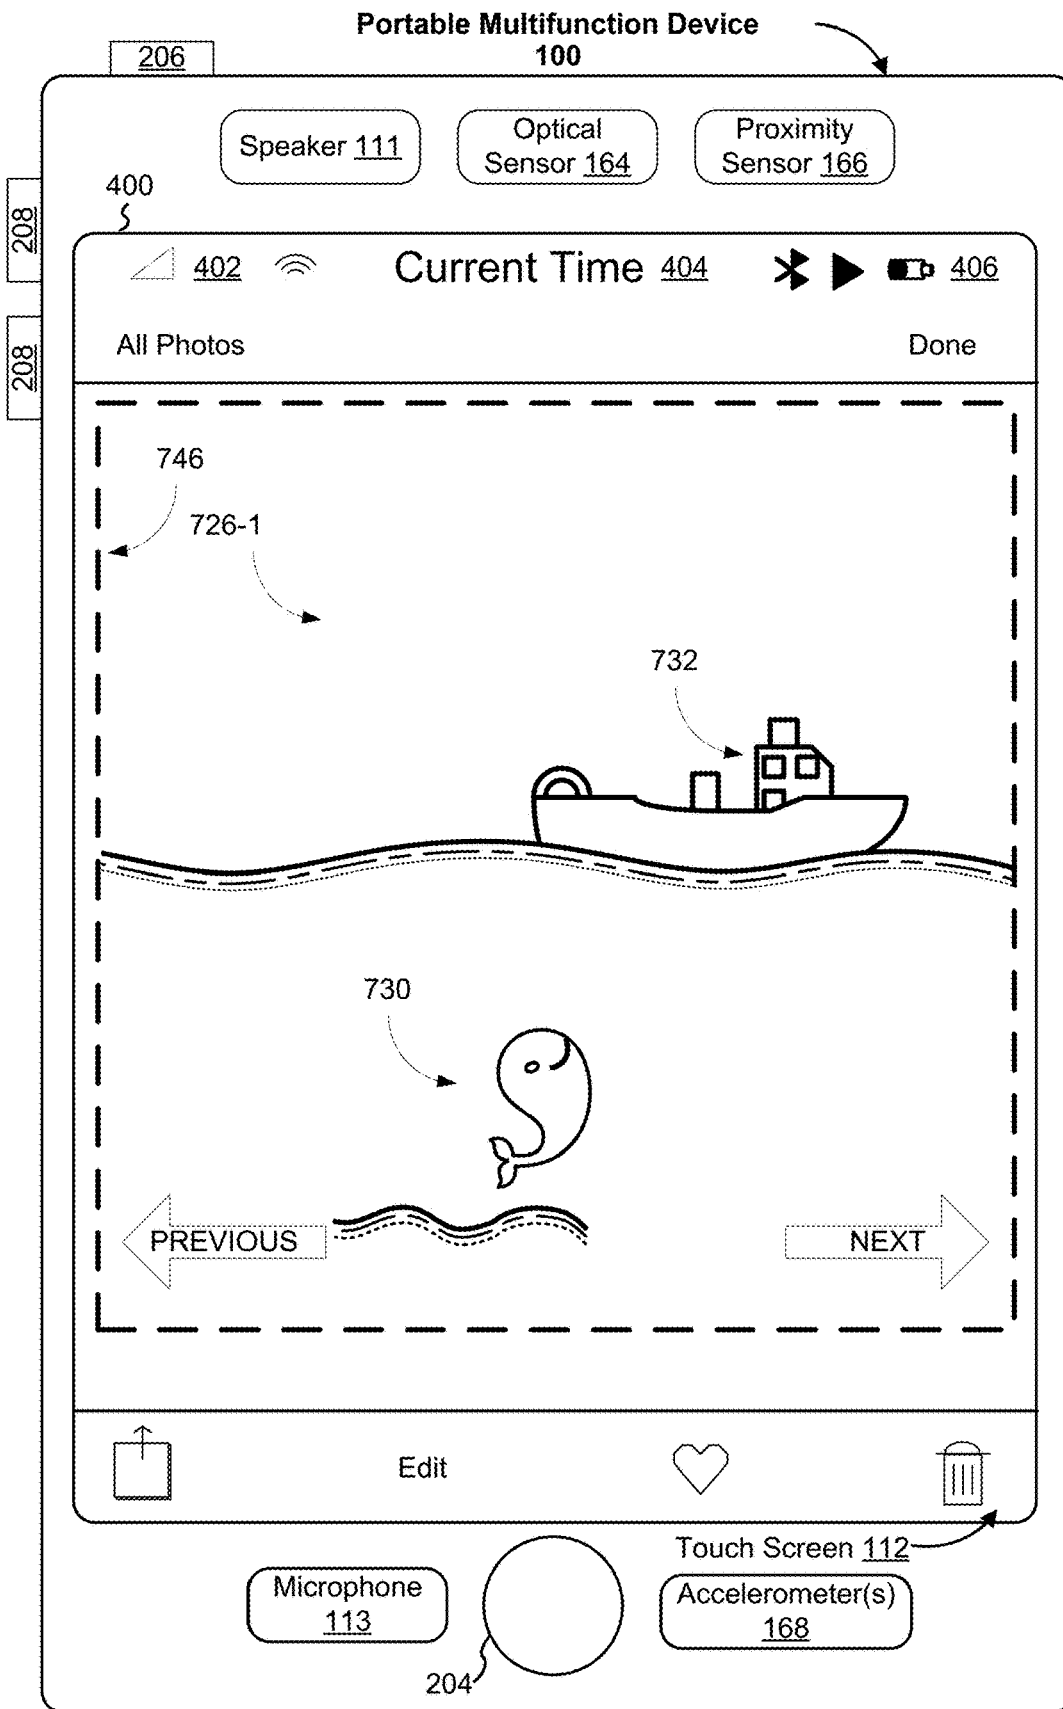 Portable Multifunction Device
100
206
Speaker 111
Optical
Sensor 164
Proximity
Sensor 166
208
400
402
Current Time 404
406
208
All Photos
Done
746
726-1
732
730
PREVIOUS
NEXT
Edit
Touch Screen 112
Microphone
113
Accelerometer(s)
168
204